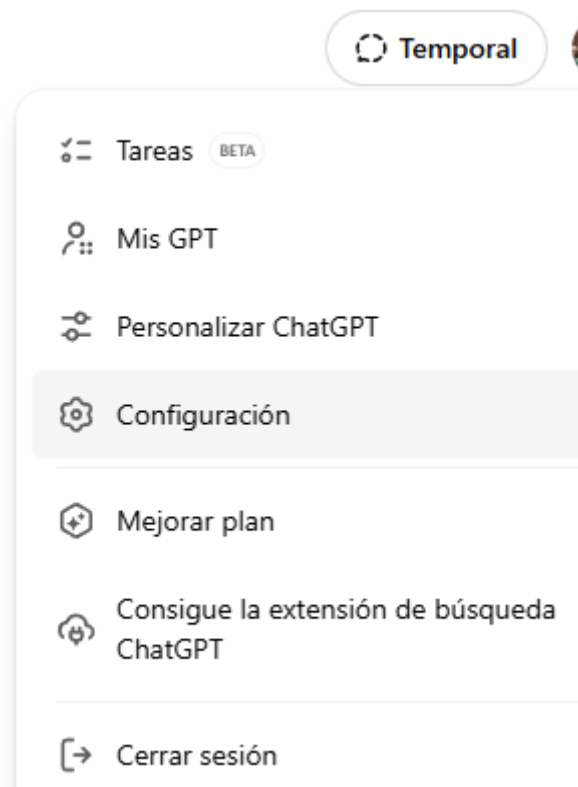 Temporal
Tareas BETA
Mis GPT
Personalizar ChatGPT
Configuración
Mejorar plan
Consigue la extensión de búsqueda
ChatGPT
Cerrar sesión